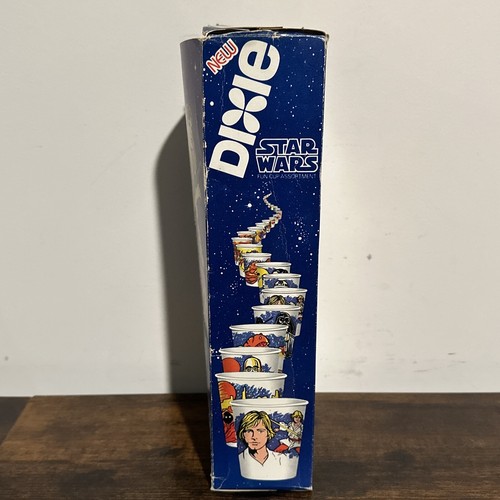 NEW
DIXIE
STAR
WARS
FUN CUP ASSORTMENT